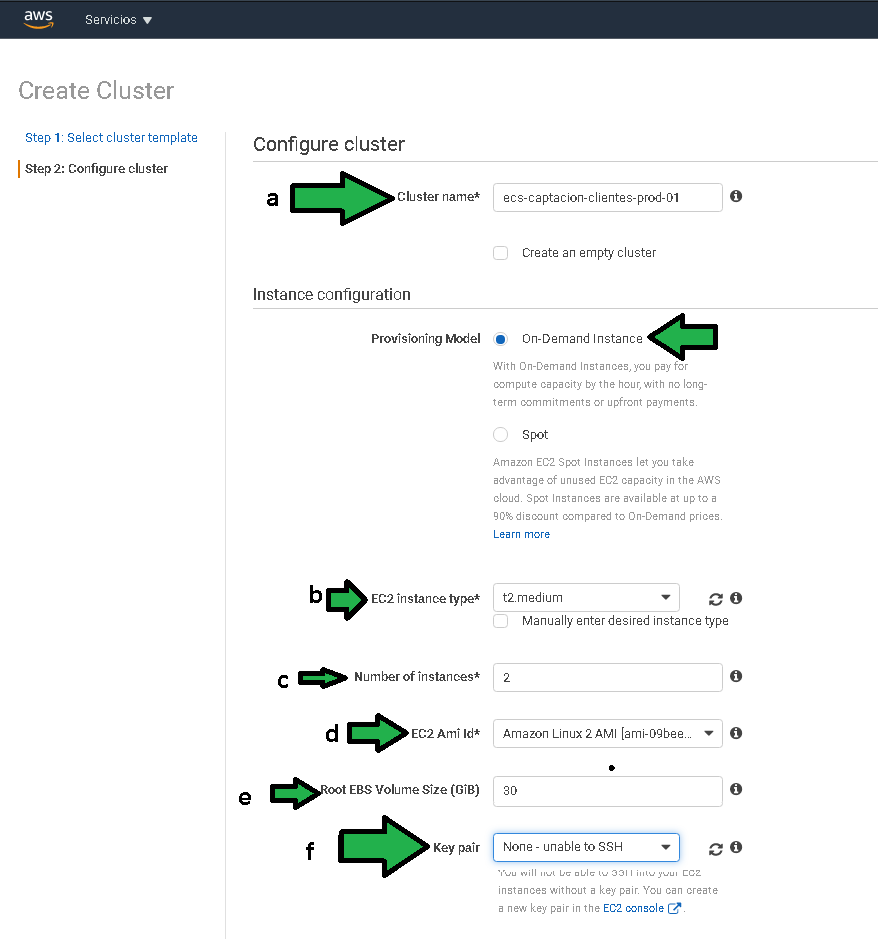 aws Servicios
Create Cluster
Step 1: Select cluster template
Step 2: Configure cluster
Configure cluster
a Cluster name* ecs-captacion-clientes-prod-01
Create an empty cluster
Instance configuration
Provisioning Model On-Demand Instance
With On-Demand Instances, you pay for
compute capacity by the hour, with no long-
term commitments or upfront payments.
Spot
Amazon EC2 Spot Instances let you take
advantage of unused EC2 capacity in the AWS
cloud. Spot Instances are available at up to a
90% discount compared to On-Demand prices.
Learn more
b EC2 instance type* t2.medium
Manually enter desired instance type
c Number of instances* 2
d EC2 Ami Id* Amazon Linux 2 AMI [ami-09bee...
e Root EBS Volume Size (GiB) 30
f Key pair None - unable to SSH
You will not be able to SSH into your EC2
instances without a key pair. You can create
a new key pair in the EC2 console .